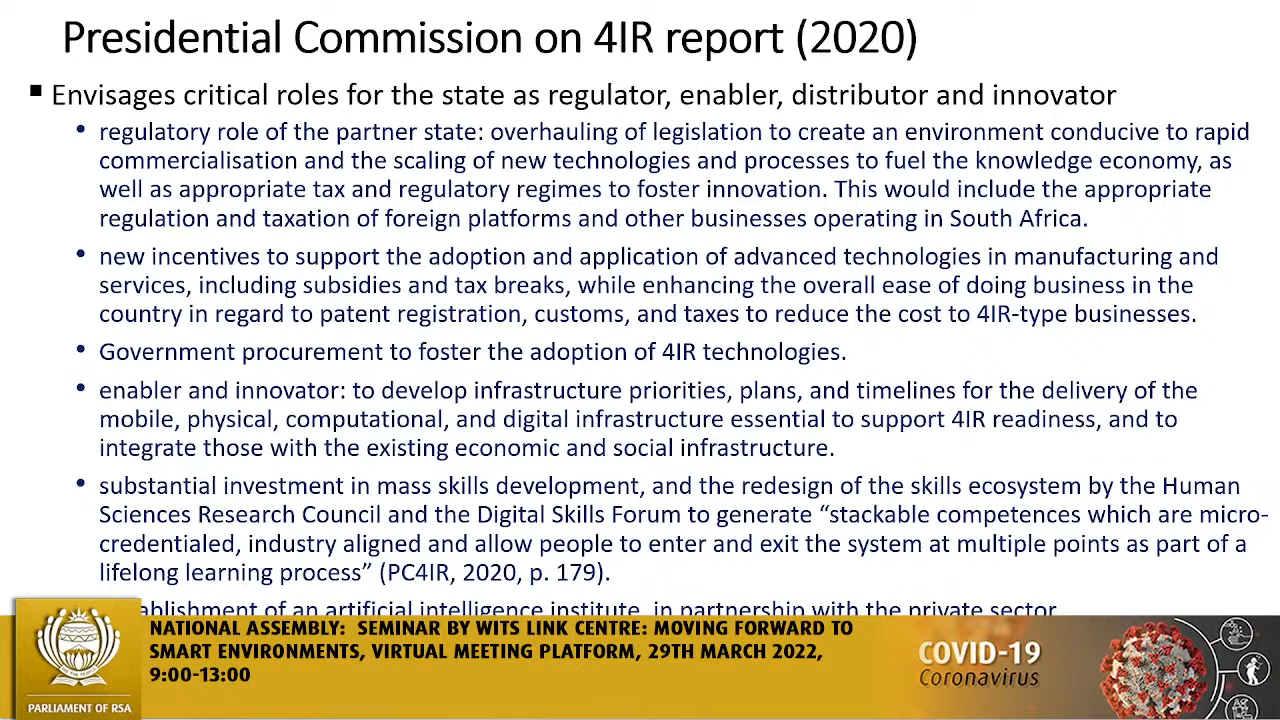 Presidential Commission on 4IR report (2020)
▪ Envisages critical roles for the state as regulator, enabler, distributor and innovator
• regulatory role of the partner state: overhauling of legislation to create an environment conducive to rapid
commercialisation and the scaling of new technologies and processes to fuel the knowledge economy, as
well as appropriate tax and regulatory regimes to foster innovation. This would include the appropriate
regulation and taxation of foreign platforms and other businesses operating in South Africa.
• new incentives to support the adoption and application of advanced technologies in manufacturing and
services, including subsidies and tax breaks, while enhancing the overall ease of doing business in the
country in regard to patent registration, customs, and taxes to reduce the cost to 4IR-type businesses.
• Government procurement to foster the adoption of 4IR technologies.
• enabler and innovator: to develop infrastructure priorities, plans, and timelines for the delivery of the
mobile, physical, computational, and digital infrastructure essential to support 4IR readiness, and to
integrate those with the existing economic and social infrastructure.
• substantial investment in mass skills development, and the redesign of the skills ecosystem by the Human
Sciences Research Council and the Digital Skills Forum to generate “stackable competences which are micro-
credentialed, industry aligned and allow people to enter and exit the system at multiple points as part of a
lifelong learning process” (PC4IR, 2020, p. 179).
ablishment of an artificial intelligence institute, in partnership with the private sector
NATIONAL ASSEMBLY: SEMINAR BY WITS LINK CENTRE: MOVING FORWARD TO
SMART ENVIRONMENTS, VIRTUAL MEETING PLATFORM, 29TH MARCH 2022,
9:00-13:00
PARLIAMENT OF RSA
COVID-19
Coronavirus